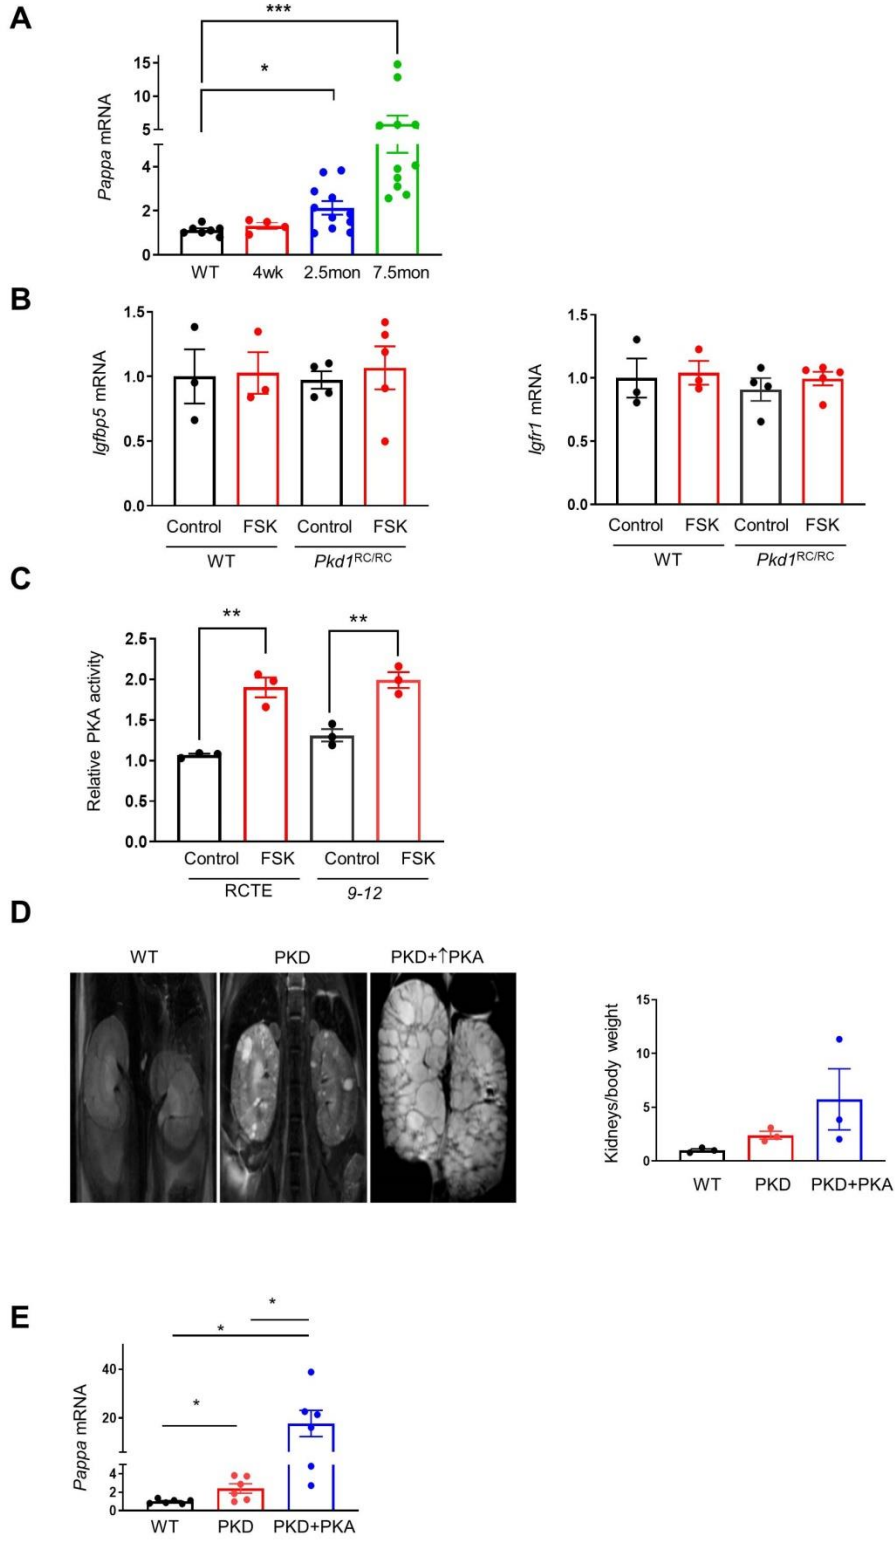 A
***
*
Pappa mRNA
15
10
5
4
2
0
WT 4wk 2.5mon 7.5mon
B
Igfbp5 mRNA
1.5
1.0
0.5
0.0
Control FSK Control FSK
WT Pkd1RC/RC
Igfr1 mRNA
1.5
1.0
0.5
0.0
Control FSK Control FSK
WT Pkd1RC/RC
C
** **
Relative PKA activity
2.5
2.0
1.5
1.0
0.5
0.0
Control FSK Control FSK
RCTE 9-12
D
WT PKD PKD+↑PKA
Kidneys/body weight
15
10
5
0
WT PKD PKD+PKA
E
*
*
*
Pappa mRNA
40
20
4
2
0
WT PKD PKD+PKA